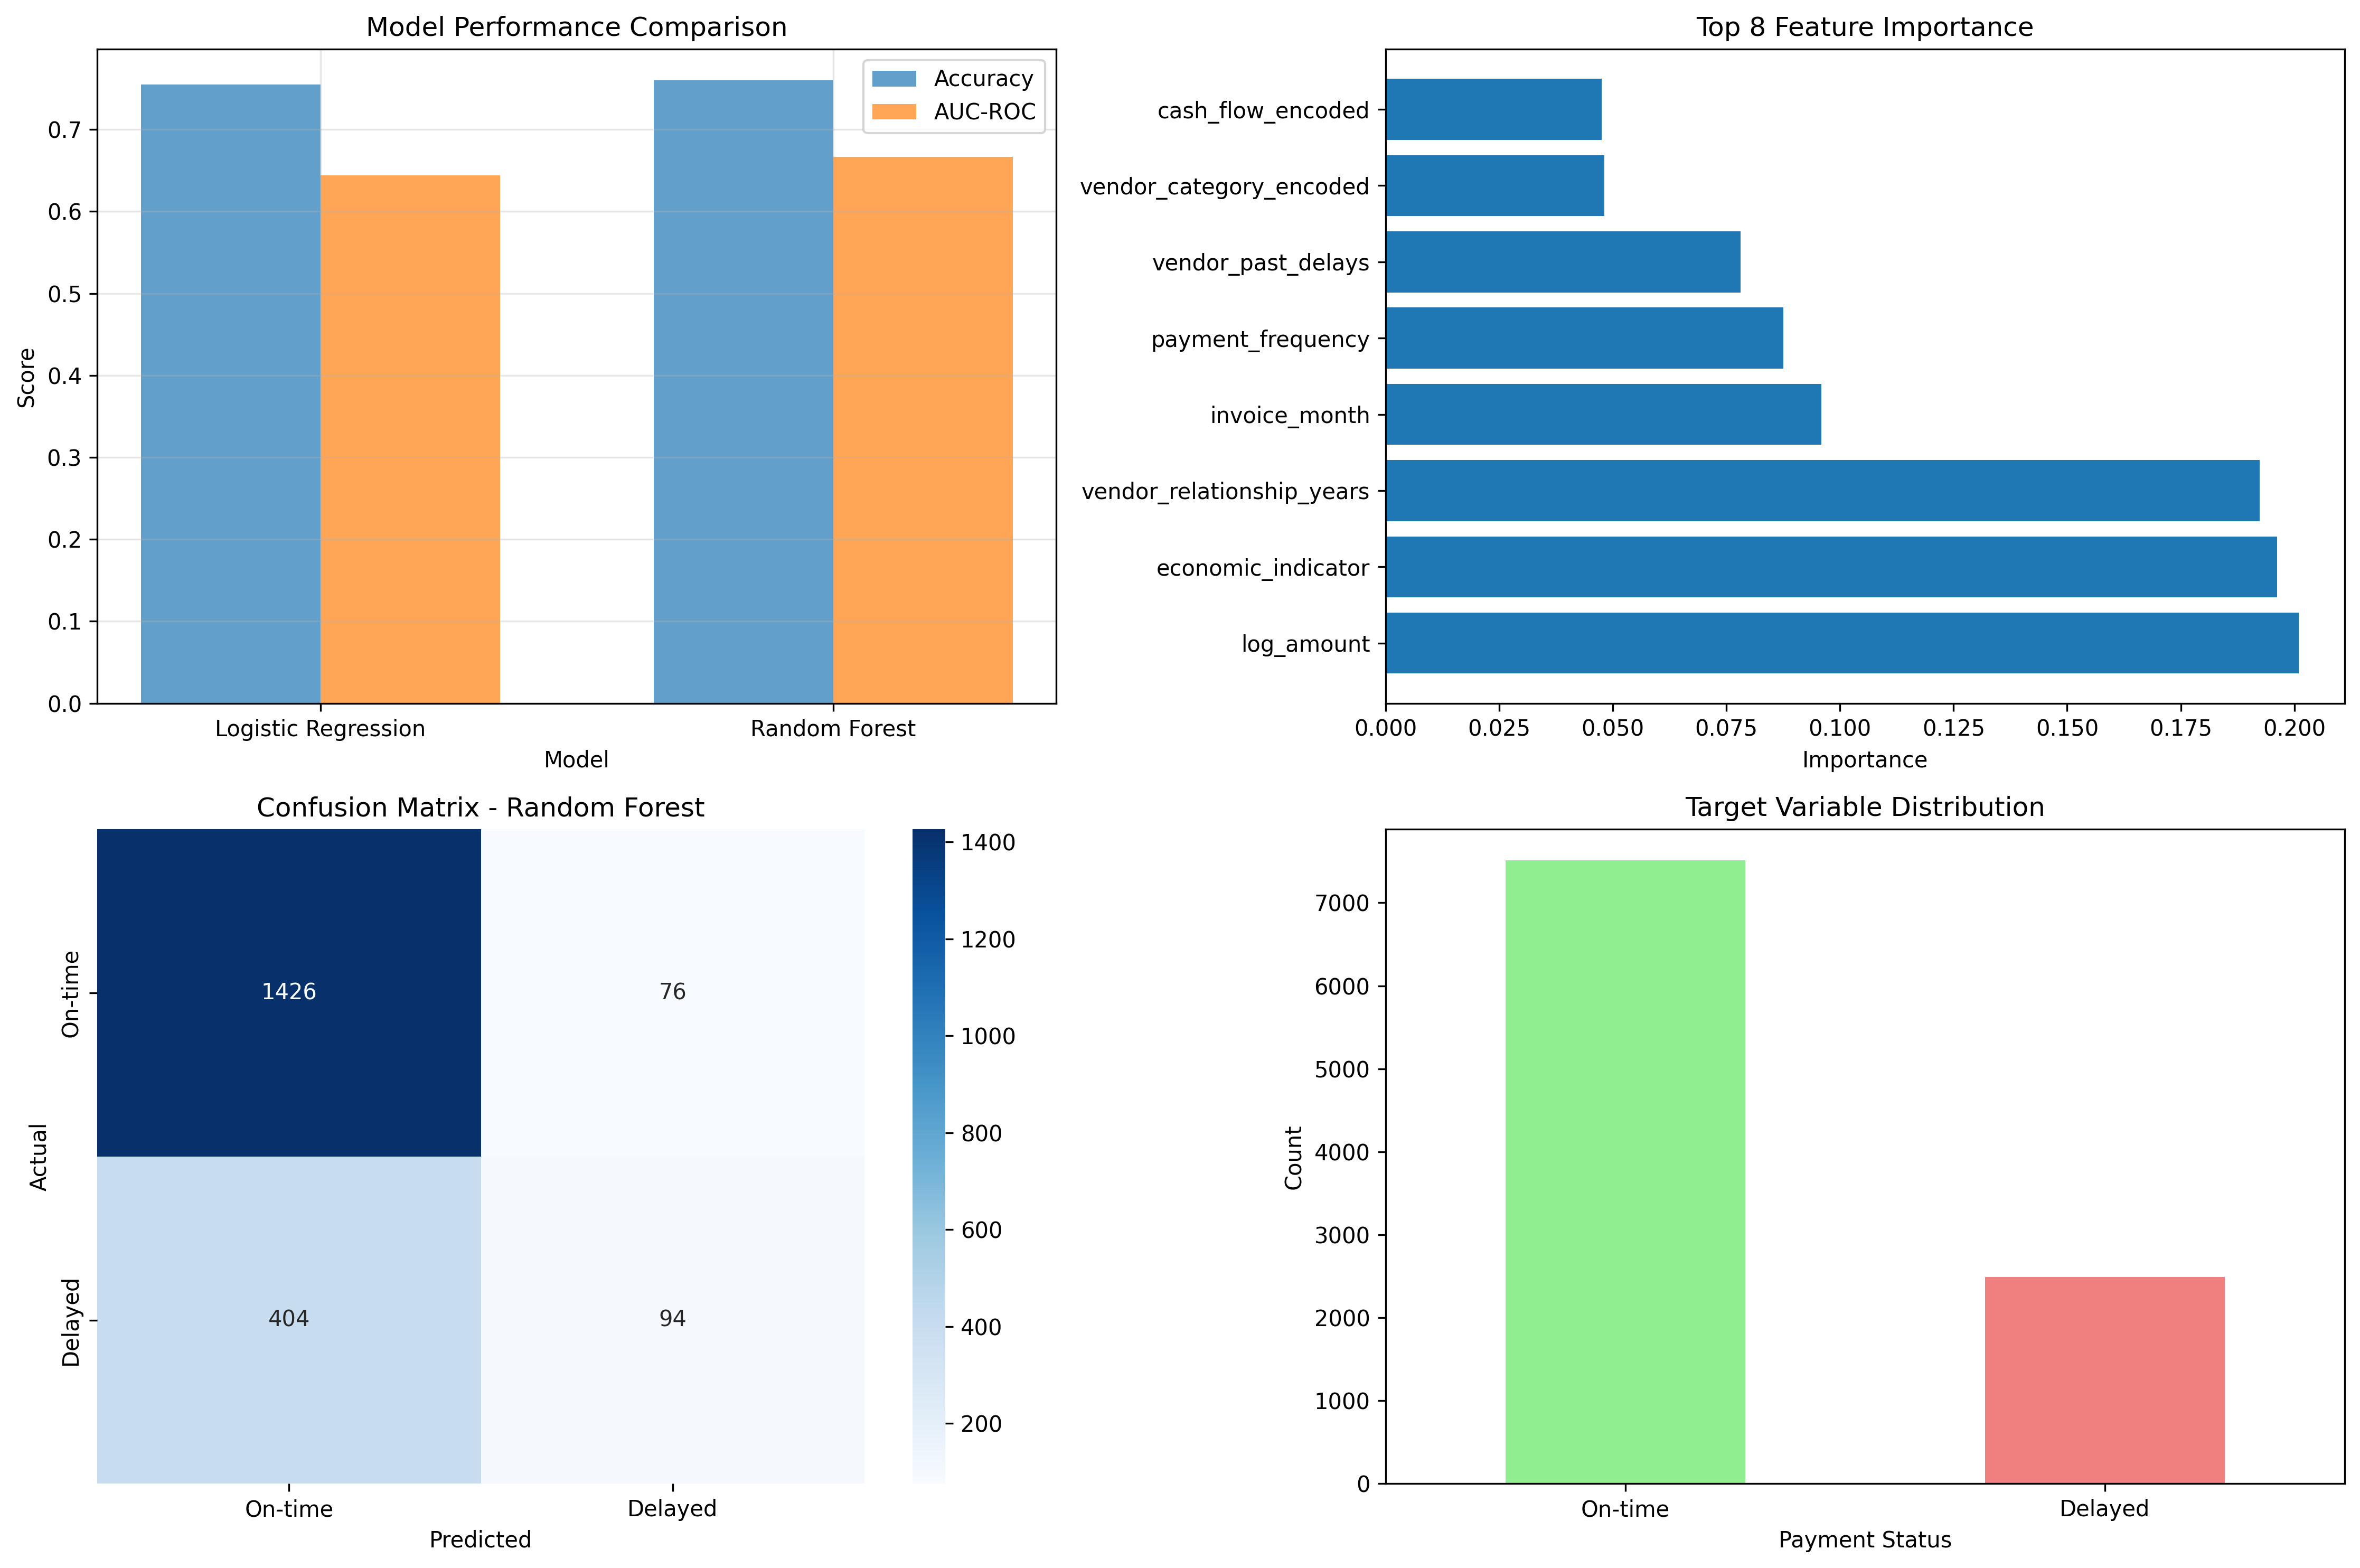 Model Performance Comparison
Accuracy
AUC-ROC
0.7
0.6
0.5
0.4
0.3
0.2
0.1
0.0
Score
Logistic Regression
Random Forest
Model
Top 8 Feature Importance
cash_flow_encoded
vendor_category_encoded
vendor_past_delays
payment_frequency
invoice_month
vendor_relationship_years
economic_indicator
log_amount
0.000 0.025 0.050 0.075 0.100 0.125 0.150 0.175 0.200
Importance
Confusion Matrix - Random Forest
On-time
Delayed
Actual
1426 76
404 94
On-time Delayed
Predicted
1400
1200
1000
800
600
400
200
Target Variable Distribution
7000
6000
5000
4000
3000
2000
1000
0
Count
On-time Delayed
Payment Status